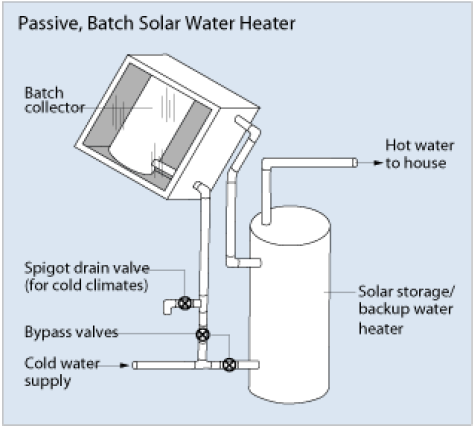 Passive, Batch Solar Water Heater
Batch
collector
Hot water
to house
Spigot drain valve
(for cold climates)
Solar storage/
backup water
heater
Bypass valves
Cold water
supply